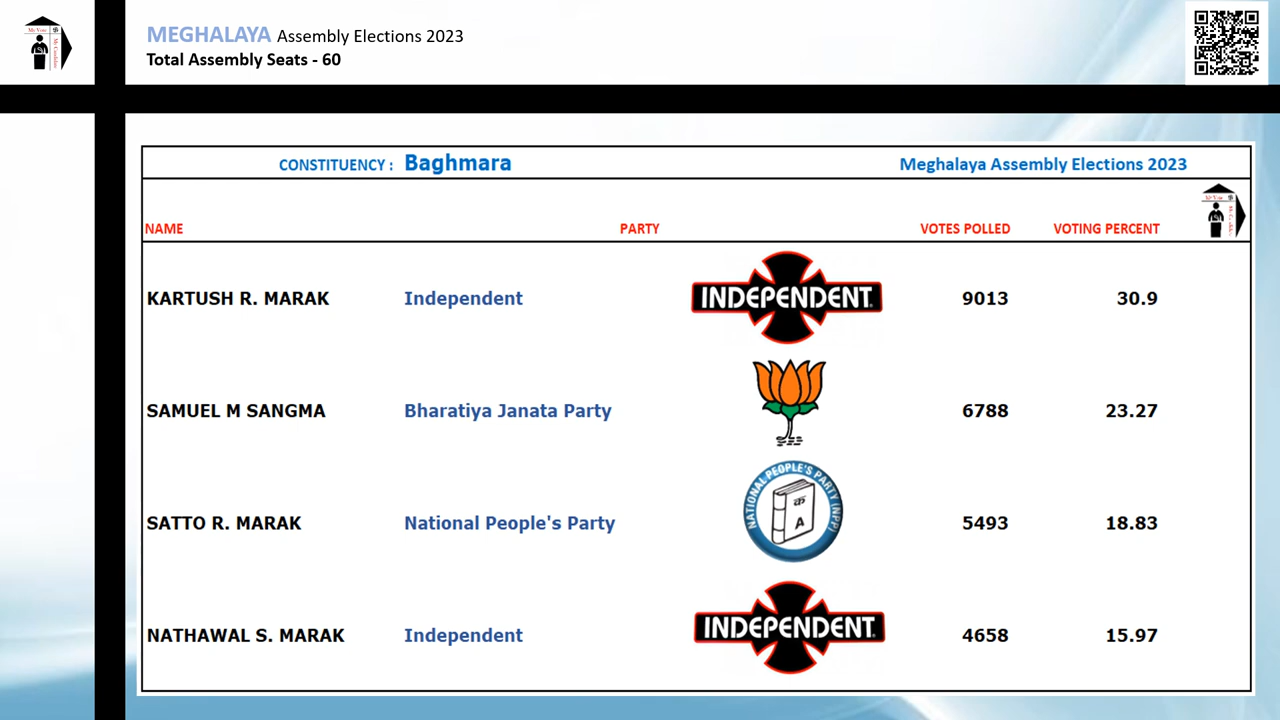 MEGHALAYA Assembly Elections 2023
Total Assembly Seats - 60
CONSTITUENCY : Baghmara Meghalaya Assembly Elections 2023
NAME PARTY VOTES POLLED VOTING PERCENT
KARTUSH R. MARAK Independent INDEPENDENT. 9013 30.9
SAMUEL M SANGMA Bharatiya Janata Party 6788 23.27
NATIONAL PEOPLE'S PARTY (NPP)
क
A
SATTO R. MARAK National People's Party 5493 18.83
NATHAWAL S. MARAK Independent INDEPENDENT. 4658 15.97